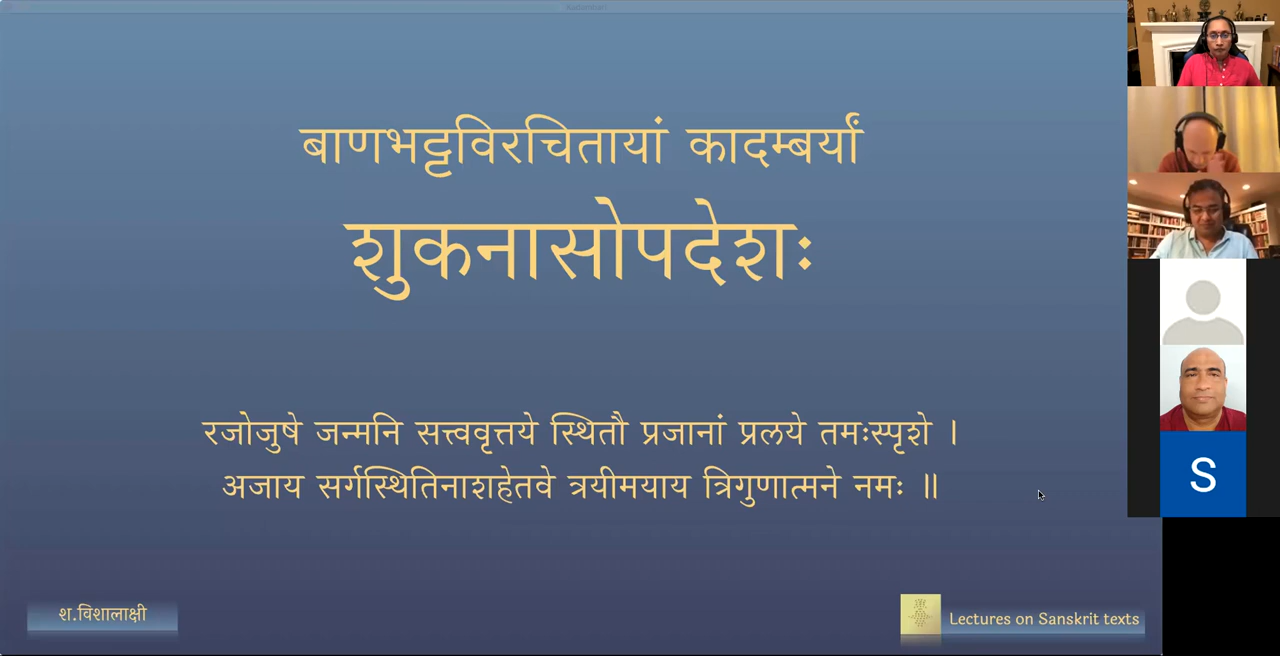 बाणभट्टविरचितायां कादम्बर्यां
शुकनासोपदेशः
रजोजुषे जन्मनि सत्त्ववृत्तये स्थितौ प्रजानां प्रलये तमःस्पृशे ।
अजाय सर्गस्थितिनाशहेतवे त्रयीमयाय त्रिगुणात्मने नमः ॥
श.विशालाक्षी
Lectures on Sanskrit texts
S